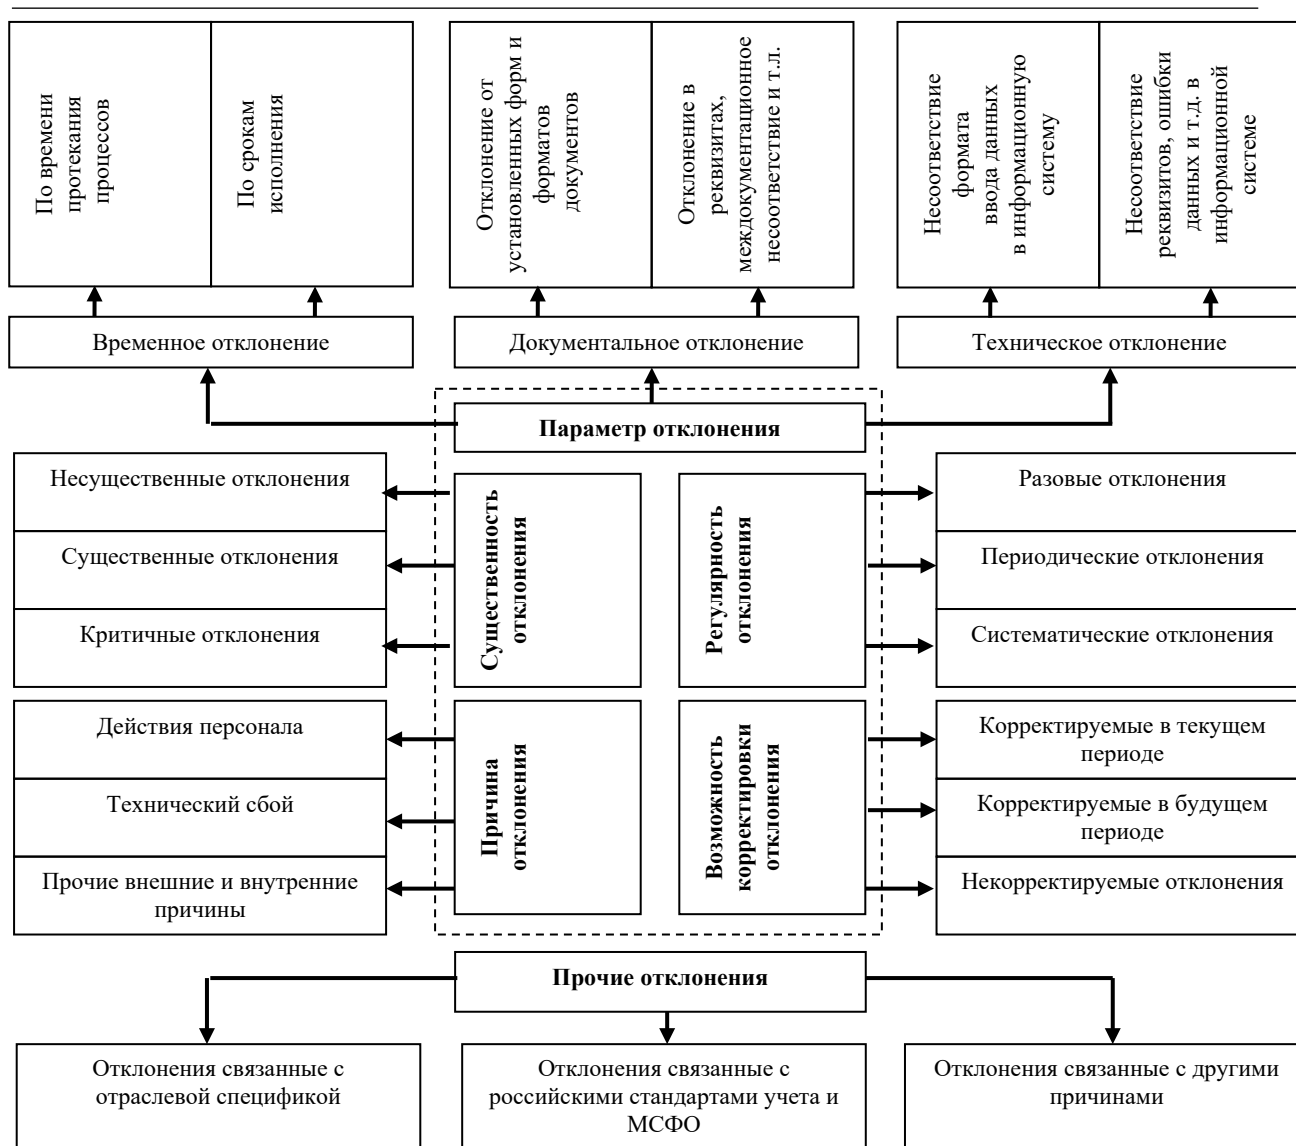 По времени
протекания
процессов
По срокам
исполнения
Отклонение от
установленных форм и
форматов
документов
Отклонение в
реквизитах,
междокументационное
несоответствие и т.л.
Несоответствие
формата
ввода данных
в информационную
систему
Несоответствие
реквизитов, ошибки
данных и т.д. в
информационной
системе
Временное отклонение
Документальное отклонение
Техническое отклонение
Параметр отклонения
Несущественные отклонения
Существенные отклонения
Критичные отклонения
Существенность
отклонения
Регулярность
отклонения
Разовые отклонения
Периодические отклонения
Систематические отклонения
Действия персонала
Технический сбой
Прочие внешние и внутренние
причины
Причина
отклонения
Возможность
корректировки
отклонения
Корректируемые в текущем
периоде
Корректируемые в будущем
периоде
Некорректируемые отклонения
Прочие отклонения
Отклонения связанные с
отраслевой спецификой
Отклонения связанные с
российскими стандартами учета и
МСФО
Отклонения связанные с другими
причинами